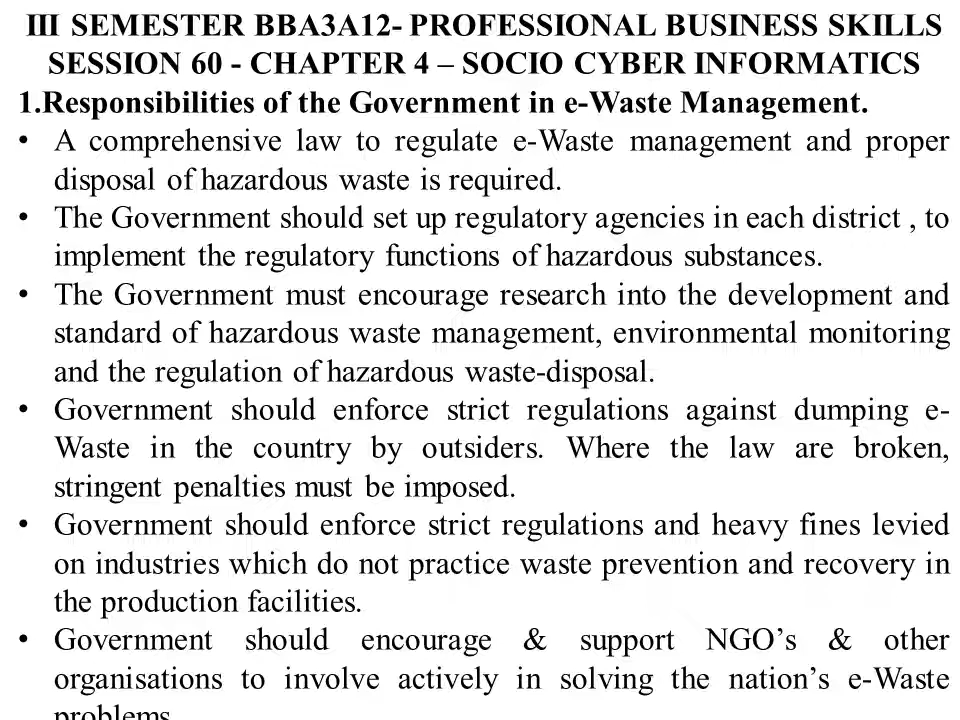 III SEMESTER BBA3A12- PROFESSIONAL BUSINESS SKILLS
SESSION 60 - CHAPTER 4 – SOCIO CYBER INFORMATICS
1.Responsibilities of the Government in e-Waste Management.
• A comprehensive law to regulate e-Waste management and proper
disposal of hazardous waste is required.
• The Government should set up regulatory agencies in each district , to
implement the regulatory functions of hazardous substances.
• The Government must encourage research into the development and
standard of hazardous waste management, environmental monitoring
and the regulation of hazardous waste-disposal.
• Government should enforce strict regulations against dumping e-
Waste in the country by outsiders. Where the law are broken,
stringent penalties must be imposed.
• Government should enforce strict regulations and heavy fines levied
on industries which do not practice waste prevention and recovery in
the production facilities.
• Government should encourage & support NGO’s & other
organisations to involve actively in solving the nation’s e-Waste
problems